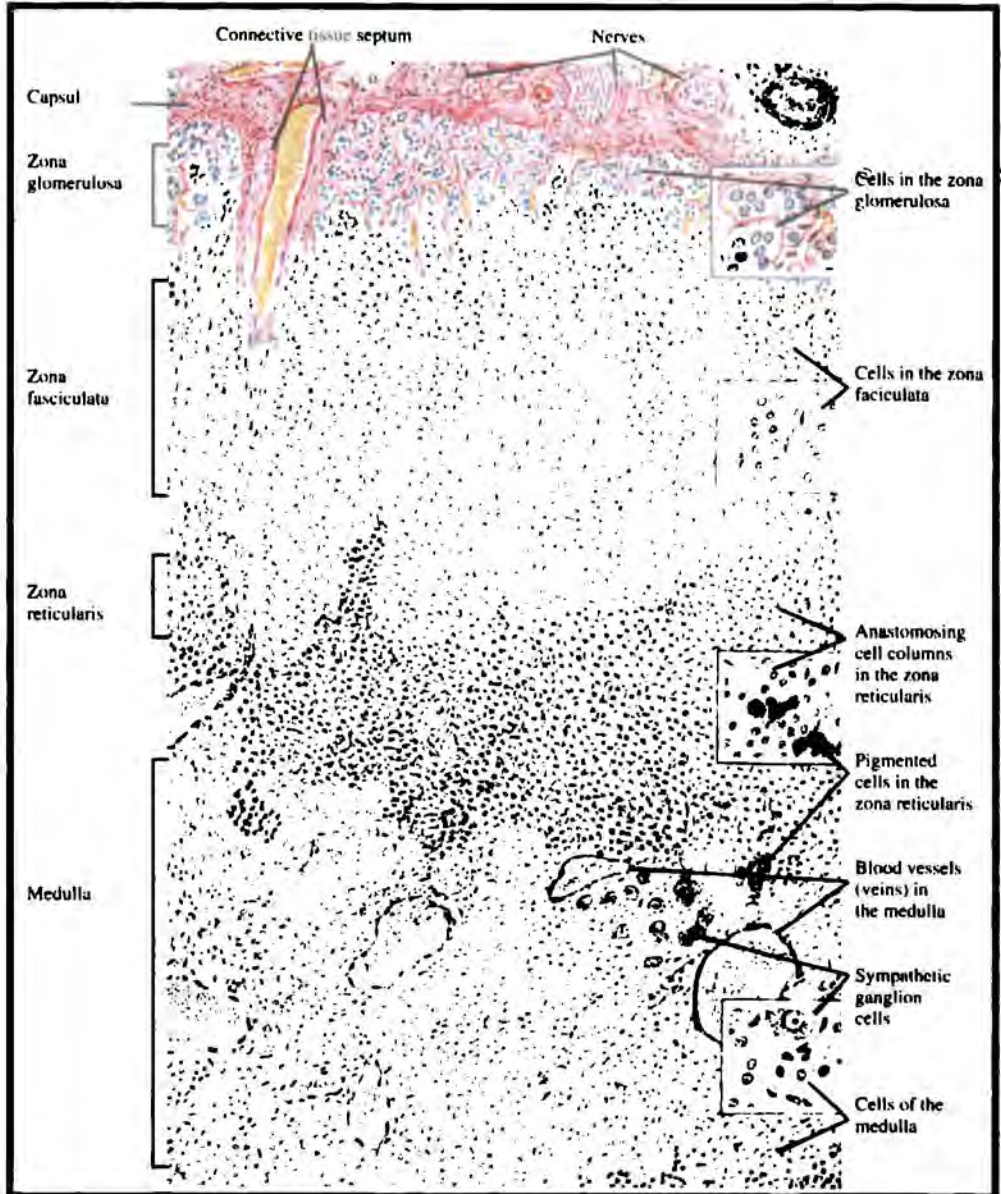 Connective tissue septum
Nerves
Capsul
Zona
glomerulosa
Cells in the zona
glomerulosa
Zona
fasciculata
Cells in the zona
faciculata
Zona
reticularis
Anastomosing
cell columns
in the zona
reticularis
Pigmented
cells in the
zona reticularis
Medulla
Blood vessels
(veins) in
the medulla
Sympathetic
ganglion
cells
Cells of the
medulla